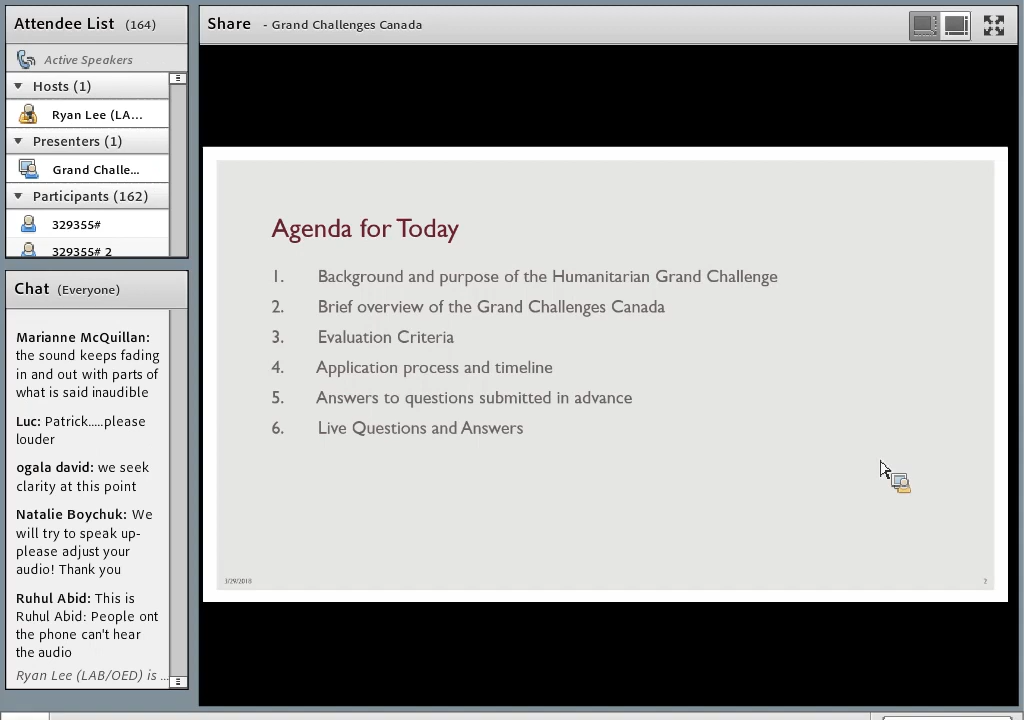 Attendee List (164)
Active Speakers
Hosts (1)
Ryan Lee (LA...
Presenters (1)
Grand Challe...
Participants (162)
329355#
329355# 2
Chat (Everyone)
Marianne McQuillan:
the sound keeps fading
in and out with parts of
what is said inaudible
Luc: Patrick.....please
louder
ogala david: we seek
clarity at this point
Natalie Boychuk: We
will try to speak up-
please adjust your
audio! Thank you
Ruhul Abid: This is
Ruhul Abid: People ont
the phone can't hear
the audio
Ryan Lee (LAB/OED) is ...
Share - Grand Challenges Canada
Agenda for Today
1. Background and purpose of the Humanitarian Grand Challenge
2. Brief overview of the Grand Challenges Canada
3. Evaluation Criteria
4. Application process and timeline
5. Answers to questions submitted in advance
6. Live Questions and Answers
3/29/2018
2